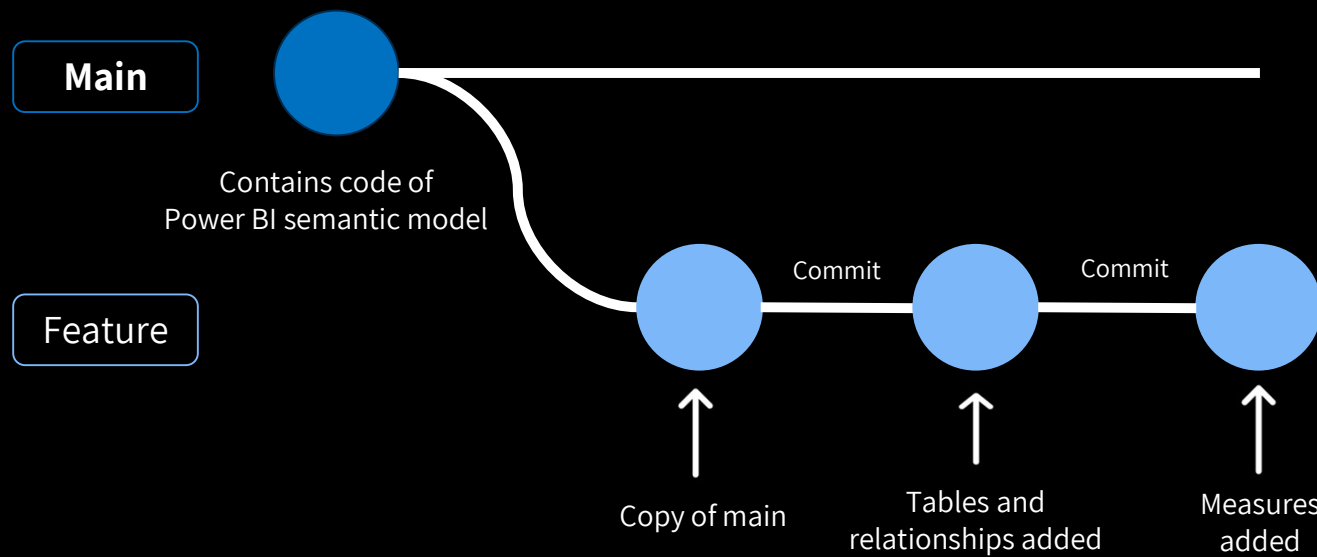 Main
Contains code of
Power BI semantic model
Commit
Commit
Feature
Copy of main
Tables and
relationships added
Measures
added